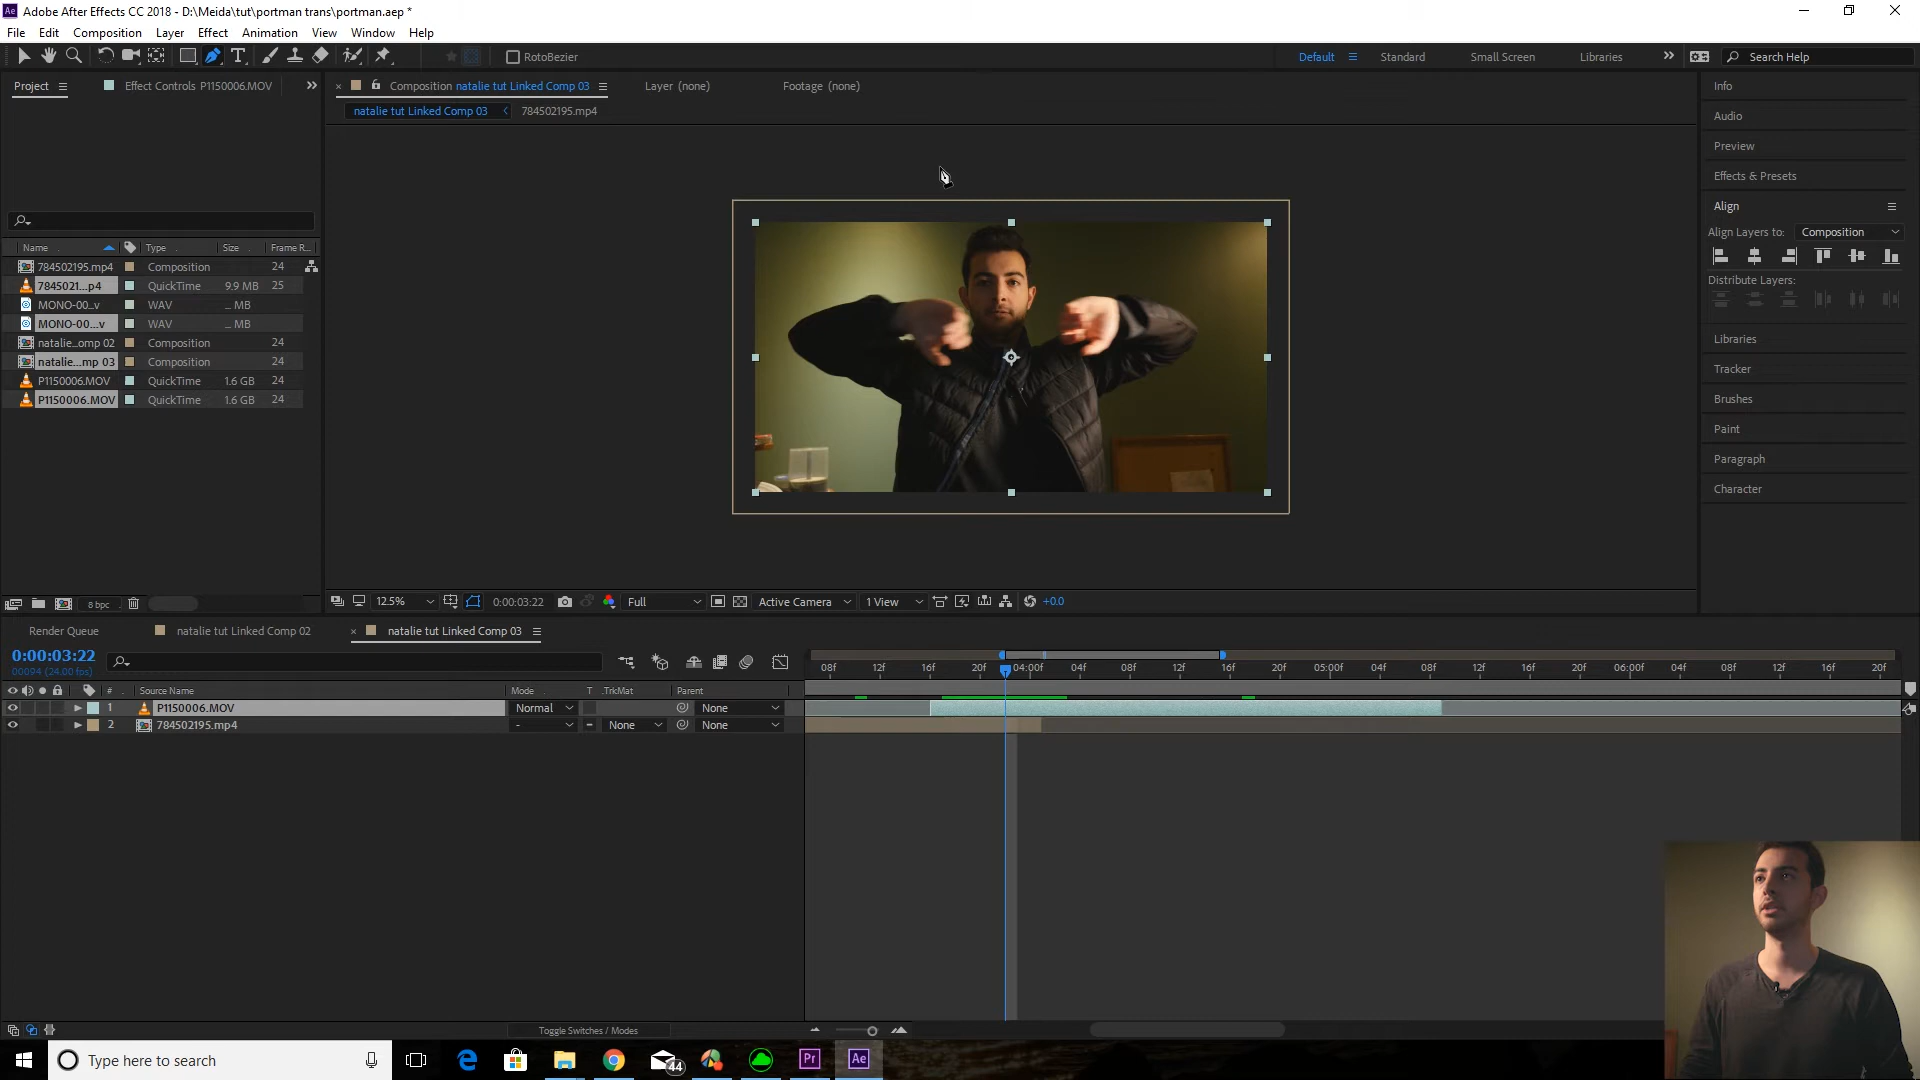 Adobe After Effects CC 2018 - D:\Meida\tut\portman trans\portman.aep *
File Edit Composition Layer Effect Animation View Window Help
RotoBezier Default Standard Small Screen Libraries Search Help
Project Effect Controls P1150006.MOV Composition natalie tut Linked Comp 03 Layer (none) Footage (none) Info
natalie tut Linked Comp 03 784502195.mp4 Audio
Preview
Effects & Presets
Align
Align Layers to: Composition
Name Type Size Frame R...
784502195.mp4 Composition 24
7845021...p4 QuickTime 9.9 MB 25 Distribute Layers:
MONO-00...v WAV ... MB
MONO-00...v WAV ... MB
natalie...omp 02 Composition 24 Libraries
natalie...mp 03 Composition 24 Tracker
P1150006.MOV QuickTime 1.6 GB 24
P1150006.MOV QuickTime 1.6 GB 24 Brushes
Paint
Paragraph
Character
8 bpc 12.5% 0:00:03:22 Full Active Camera 1 View +0.0
Render Queue natalie tut Linked Comp 02 natalie tut Linked Comp 03
0:00:03:22
00094 (24.00 fps)
08f 12f 16f 20f 04:00f 04f 08f 12f 16f 20f 05:00f 04f 08f 12f 16f 20f 06:00f 04f 08f 12f 16f 20f
# Source Name Mode T .TrkMat Parent
1 P1150006.MOV Normal None
2 784502195.mp4 - None None
Toggle Switches / Modes
Type here to search 44 Pr Ae